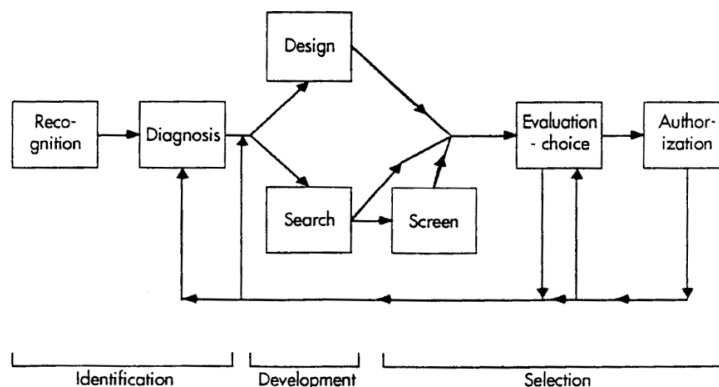 Design
Reco-
gnition
Diagnosis
Evaluation
- choice
Author-
ization
Search
Screen
Identification
Development
Selection